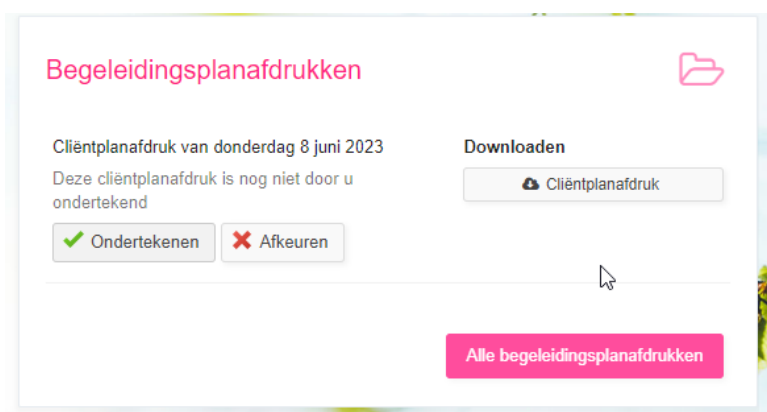 Begeleidingsplanafdrukken
Cliëntplanafdruk van donderdag 8 juni 2023
Deze cliëntplanafdruk is nog niet door u
ondertekend
Ondertekenen
Afkeuren
Downloaden
Cliëntplanafdruk
Alle begeleidingsplanafdrukken